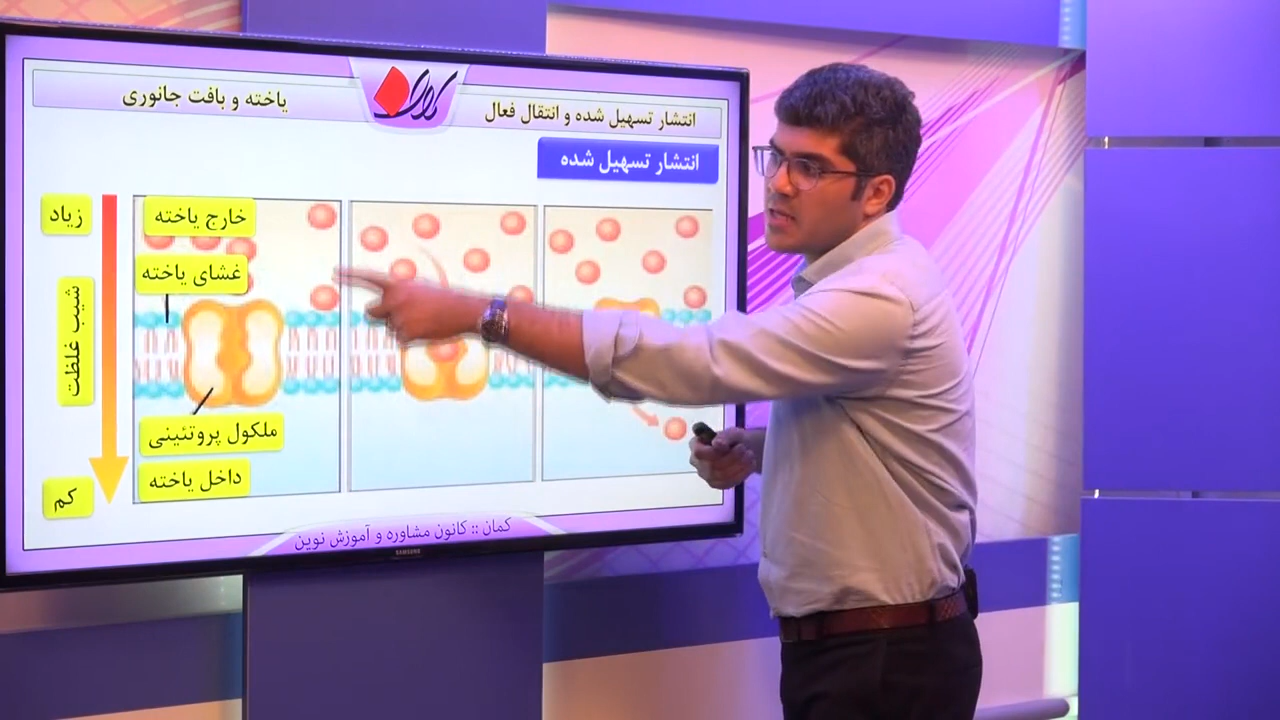 انتشار تسهیل شده و انتقال فعال
کمان
یاخته و بافت جانوری
انتشار تسهیل شده
زیاد
خارج یاخته
غشای یاخته
شیب غلظت
ملکول پروتئینی
داخل یاخته
کم
کمان :: کانون مشاوره و آموزش نوین
SAMSUNG